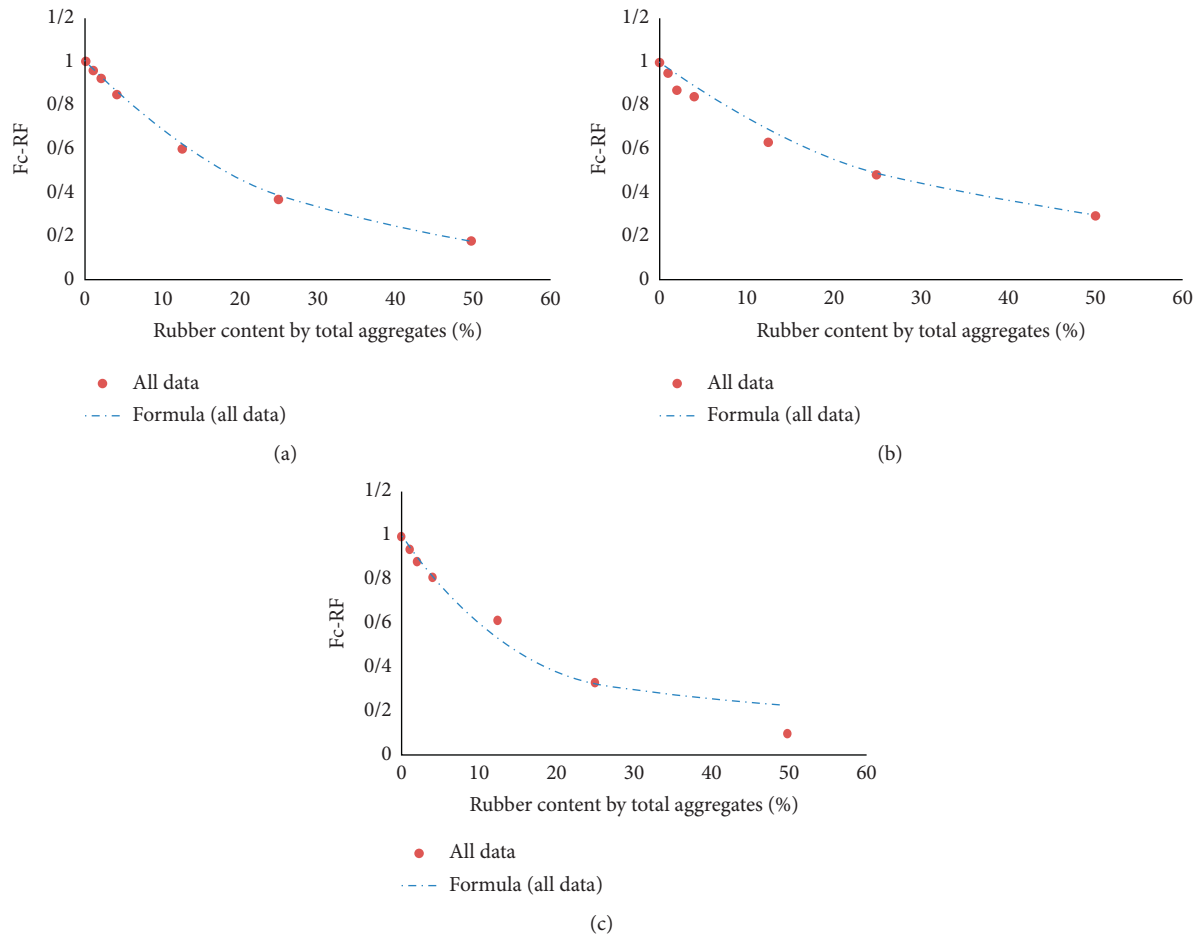 1/2
1
0/8
0/6
0/4
0/2
0
Fc-RF
0 10 20 30 40 50 60
Rubber content by total aggregates (%)
All data
Formula (all data)
(a)
1/2
1
0/8
0/6
0/4
0/2
0
Fc-RF
0 10 20 30 40 50 60
Rubber content by total aggregates (%)
All data
Formula (all data)
(b)
1/2
1
0/8
0/6
0/4
0/2
0
Fc-RF
0 10 20 30 40 50 60
Rubber content by total aggregates (%)
All data
Formula (all data)
(c)